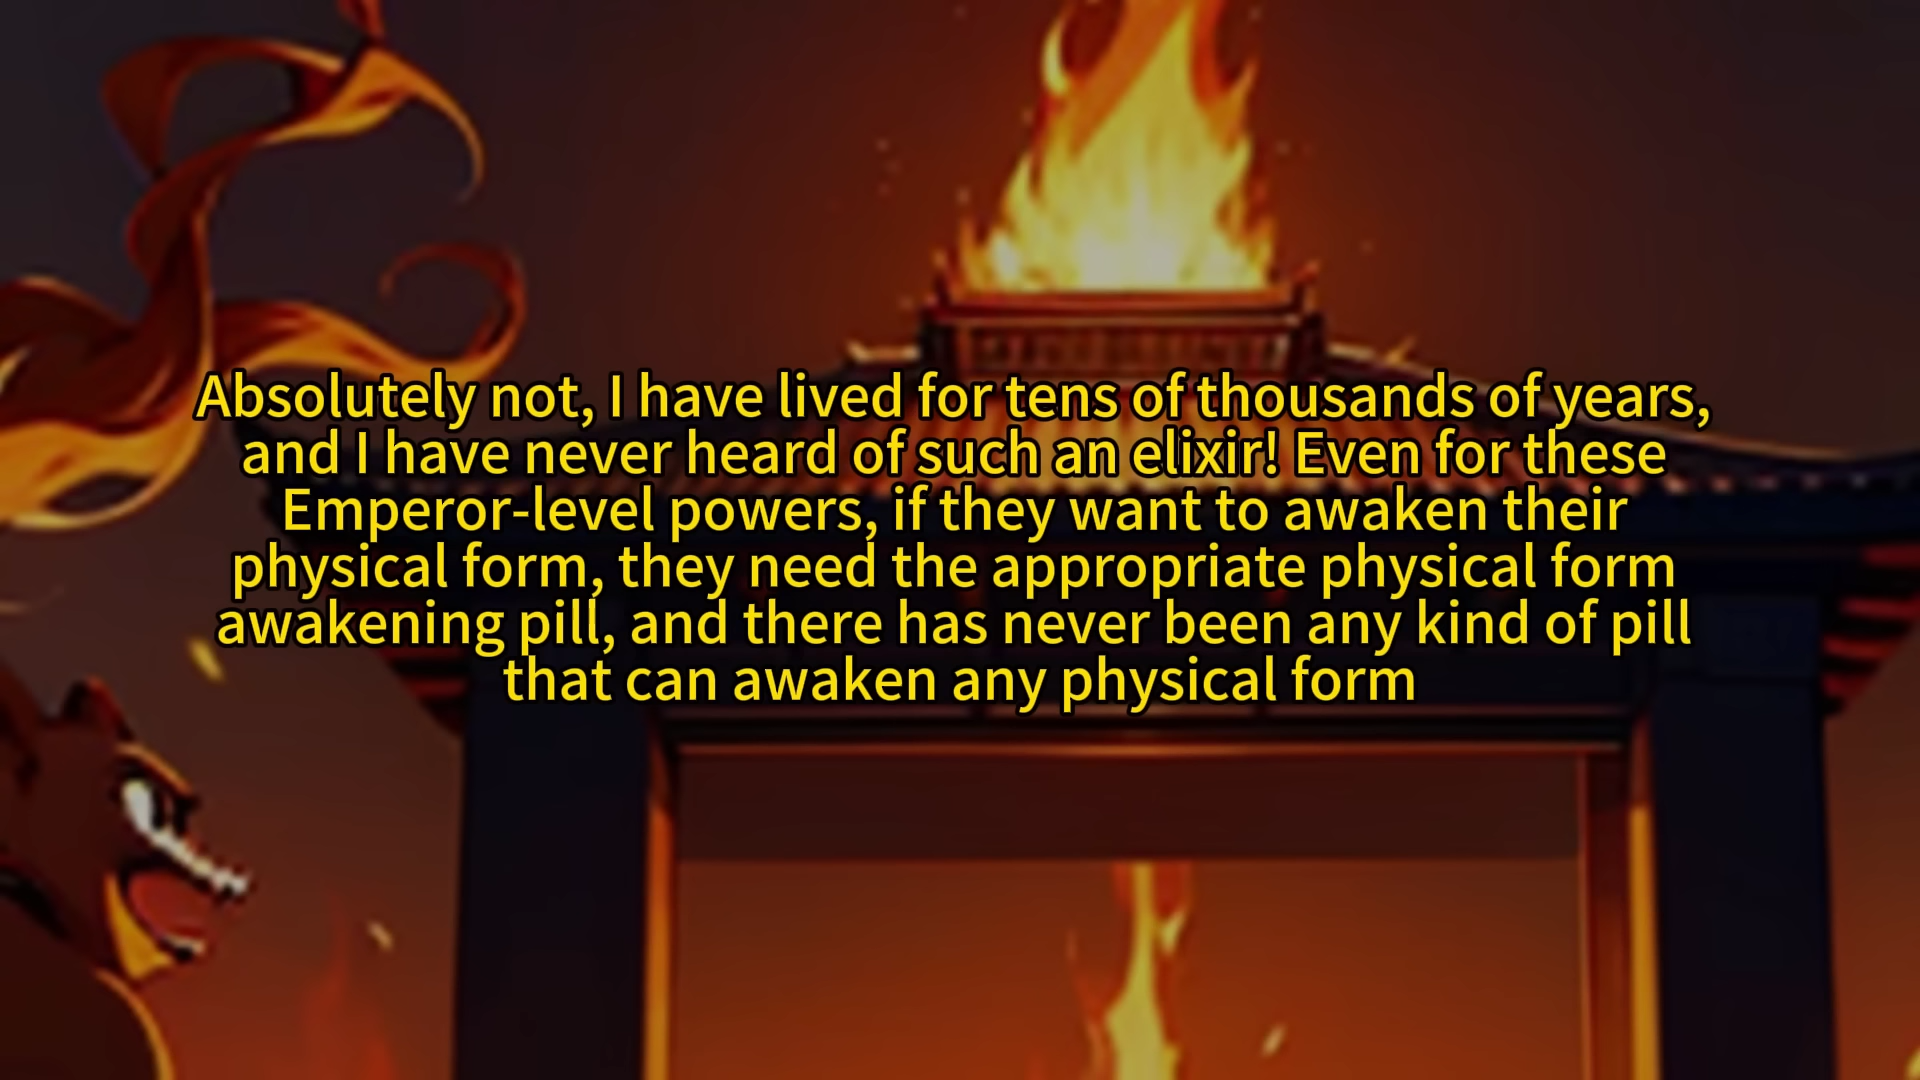 Absolutely not, I have lived for tens of thousands of years,
and I have never heard of such an elixir! Even for these
Emperor-level powers, if they want to awaken their
physical form, they need the appropriate physical form
awakening pill, and there has never been any kind of pill
that can awaken any physical form